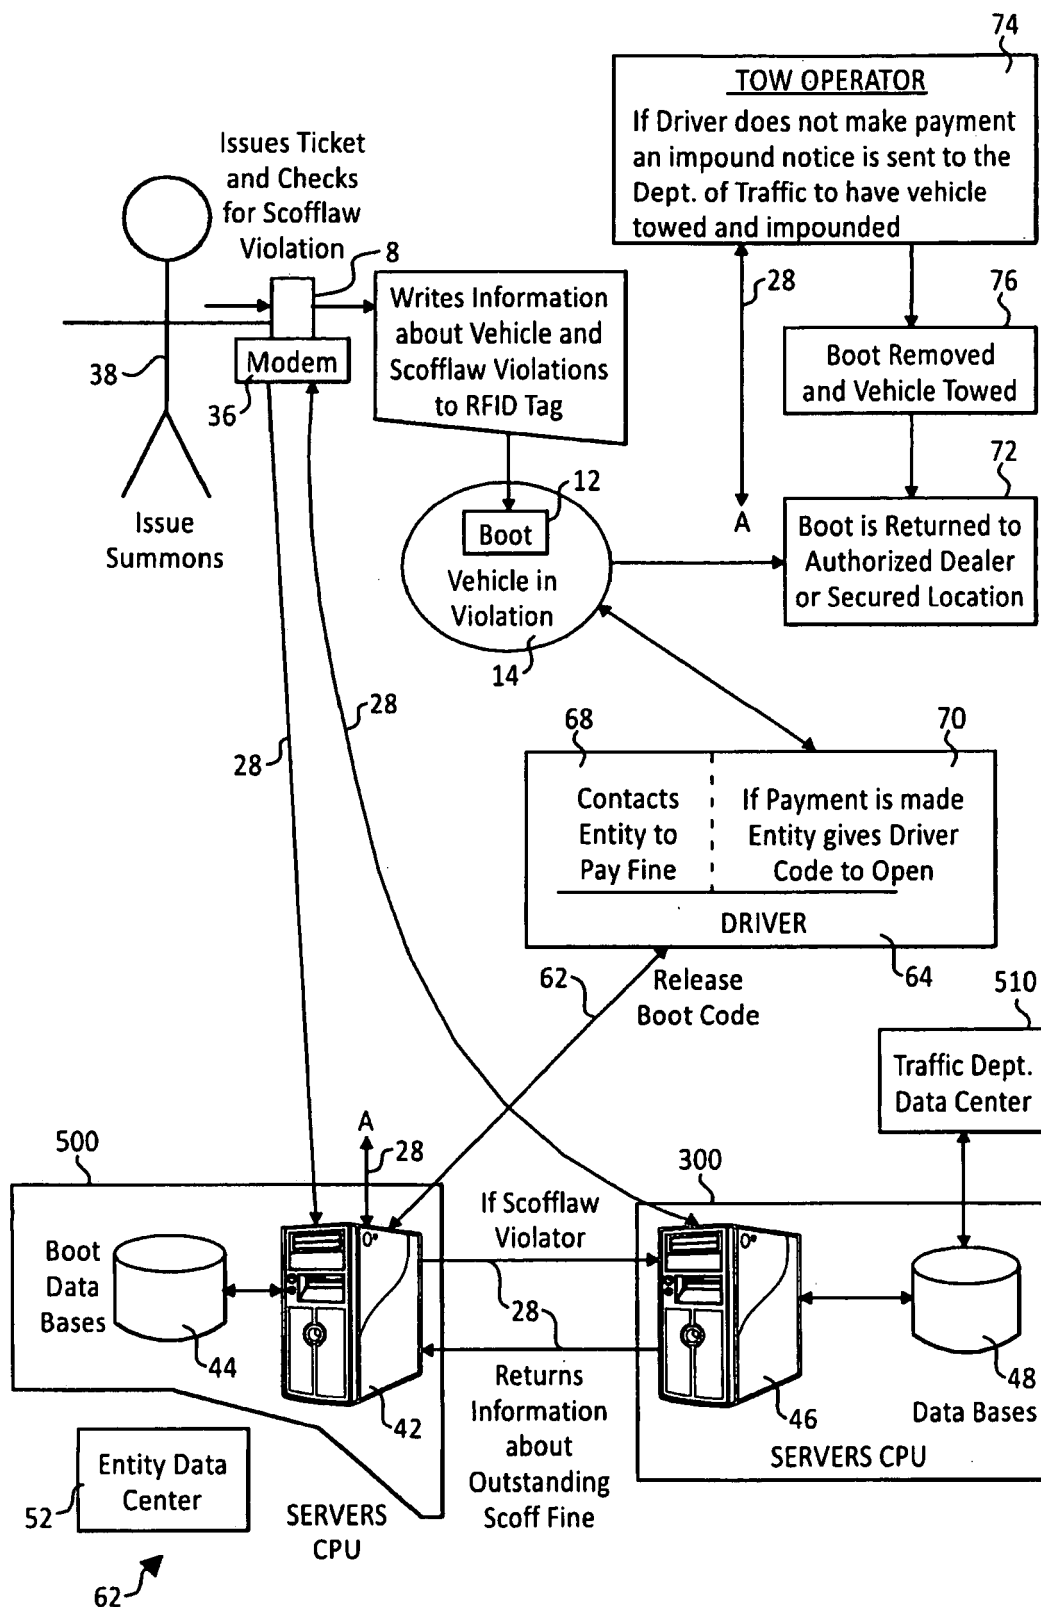 74
TOW OPERATOR
If Driver does not make payment
an impound notice is sent to the
Dept. of Traffic to have vehicle
towed and impounded
Issues Ticket
and Checks
for Scofflaw
Violation
8
Writes Information
about Vehicle and
Scofflaw Violations
to RFID Tag
28
76
Boot Removed
and Vehicle Towed
38
Modem
36
Issue
Summons
12
Boot
Vehicle in
Violation
14
A
72
Boot is Returned to
Authorized Dealer
or Secured Location
28
28
68
Contacts
Entity to
Pay Fine
70
If Payment is made
Entity gives Driver
Code to Open
DRIVER
64
62
Release
Boot Code
510
Traffic Dept.
Data Center
500
A
28
Boot
Data
Bases
44
42
If Scofflaw
Violator
28
Returns
Information
about
Outstanding
Scoff Fine
300
46
48
Data Bases
SERVERS CPU
Entity Data
Center
52
SERVERS
CPU
62